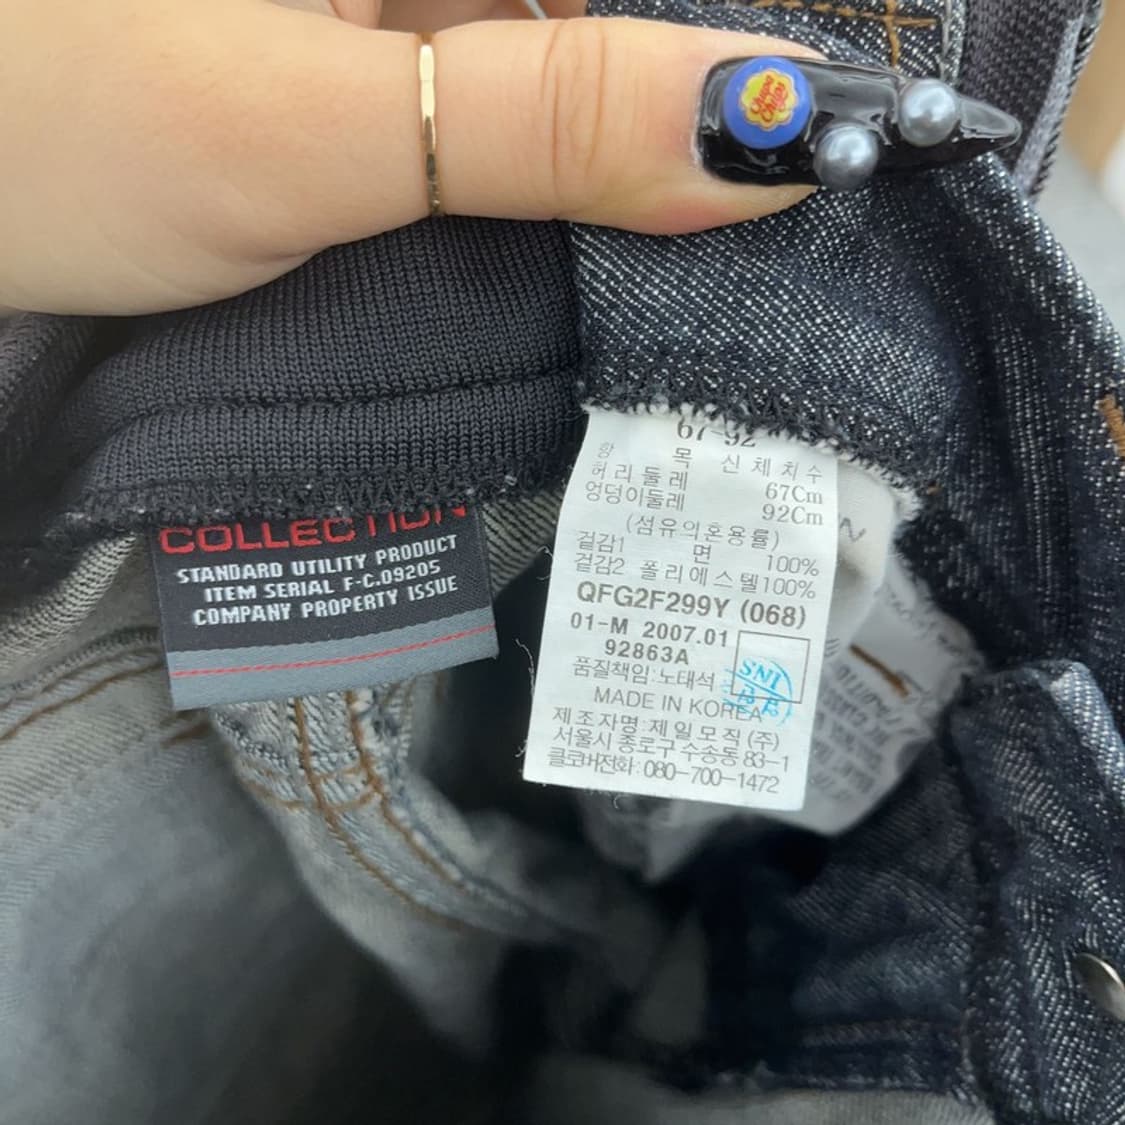 Chupa
Chups
COLLECTION
STANDARD UTILITY PRODUCT
ITEM SERIAL F-C.09205
COMPANY PROPERTY ISSUE
67-92
항 목 신체치수
허리둘레 67Cm
엉덩이둘레 92Cm
(섬유의혼용률)
겉감1 면 100%
겉감2 폴리에스텔100%
QFG2F299Y (068)
01-M 2007.01
92863A
품질책임:노태석
MADE IN KOREA
제조자명:제일모직(주)
서울시 종로구 수송동 83-1
클로버전화:080-700-1472